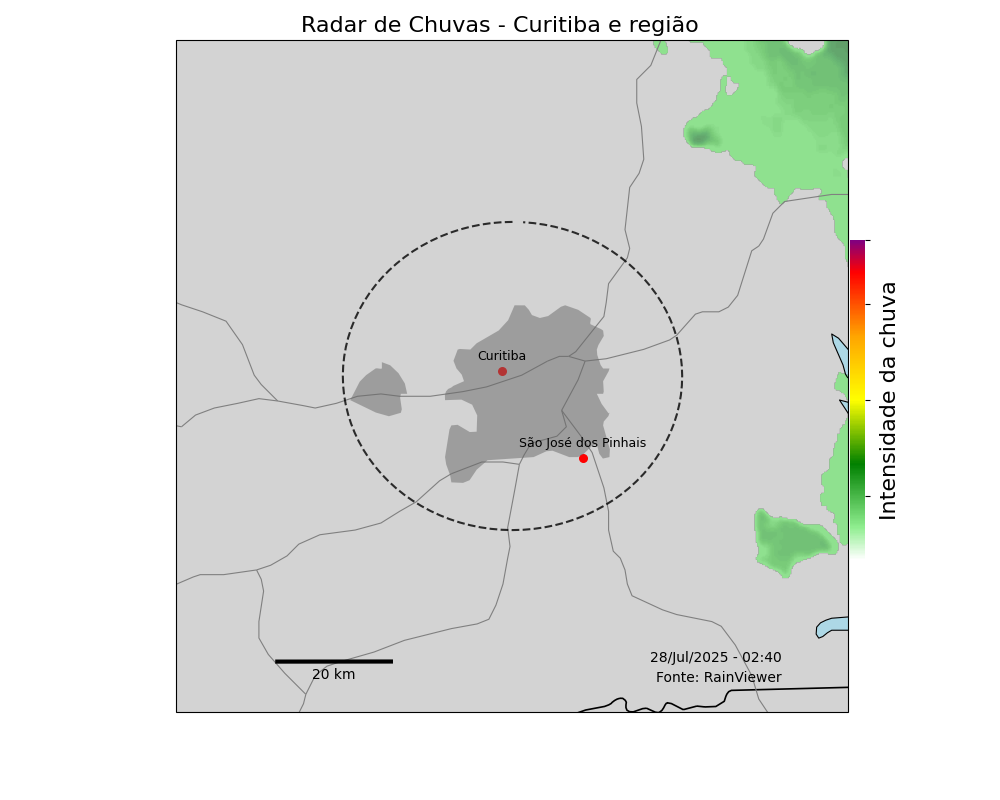 Radar de Chuvas - Curitiba e região
Curitiba
São José dos Pinhais
Intensidade da chuva
20 km
28/Jul/2025 - 02:40
Fonte: RainViewer